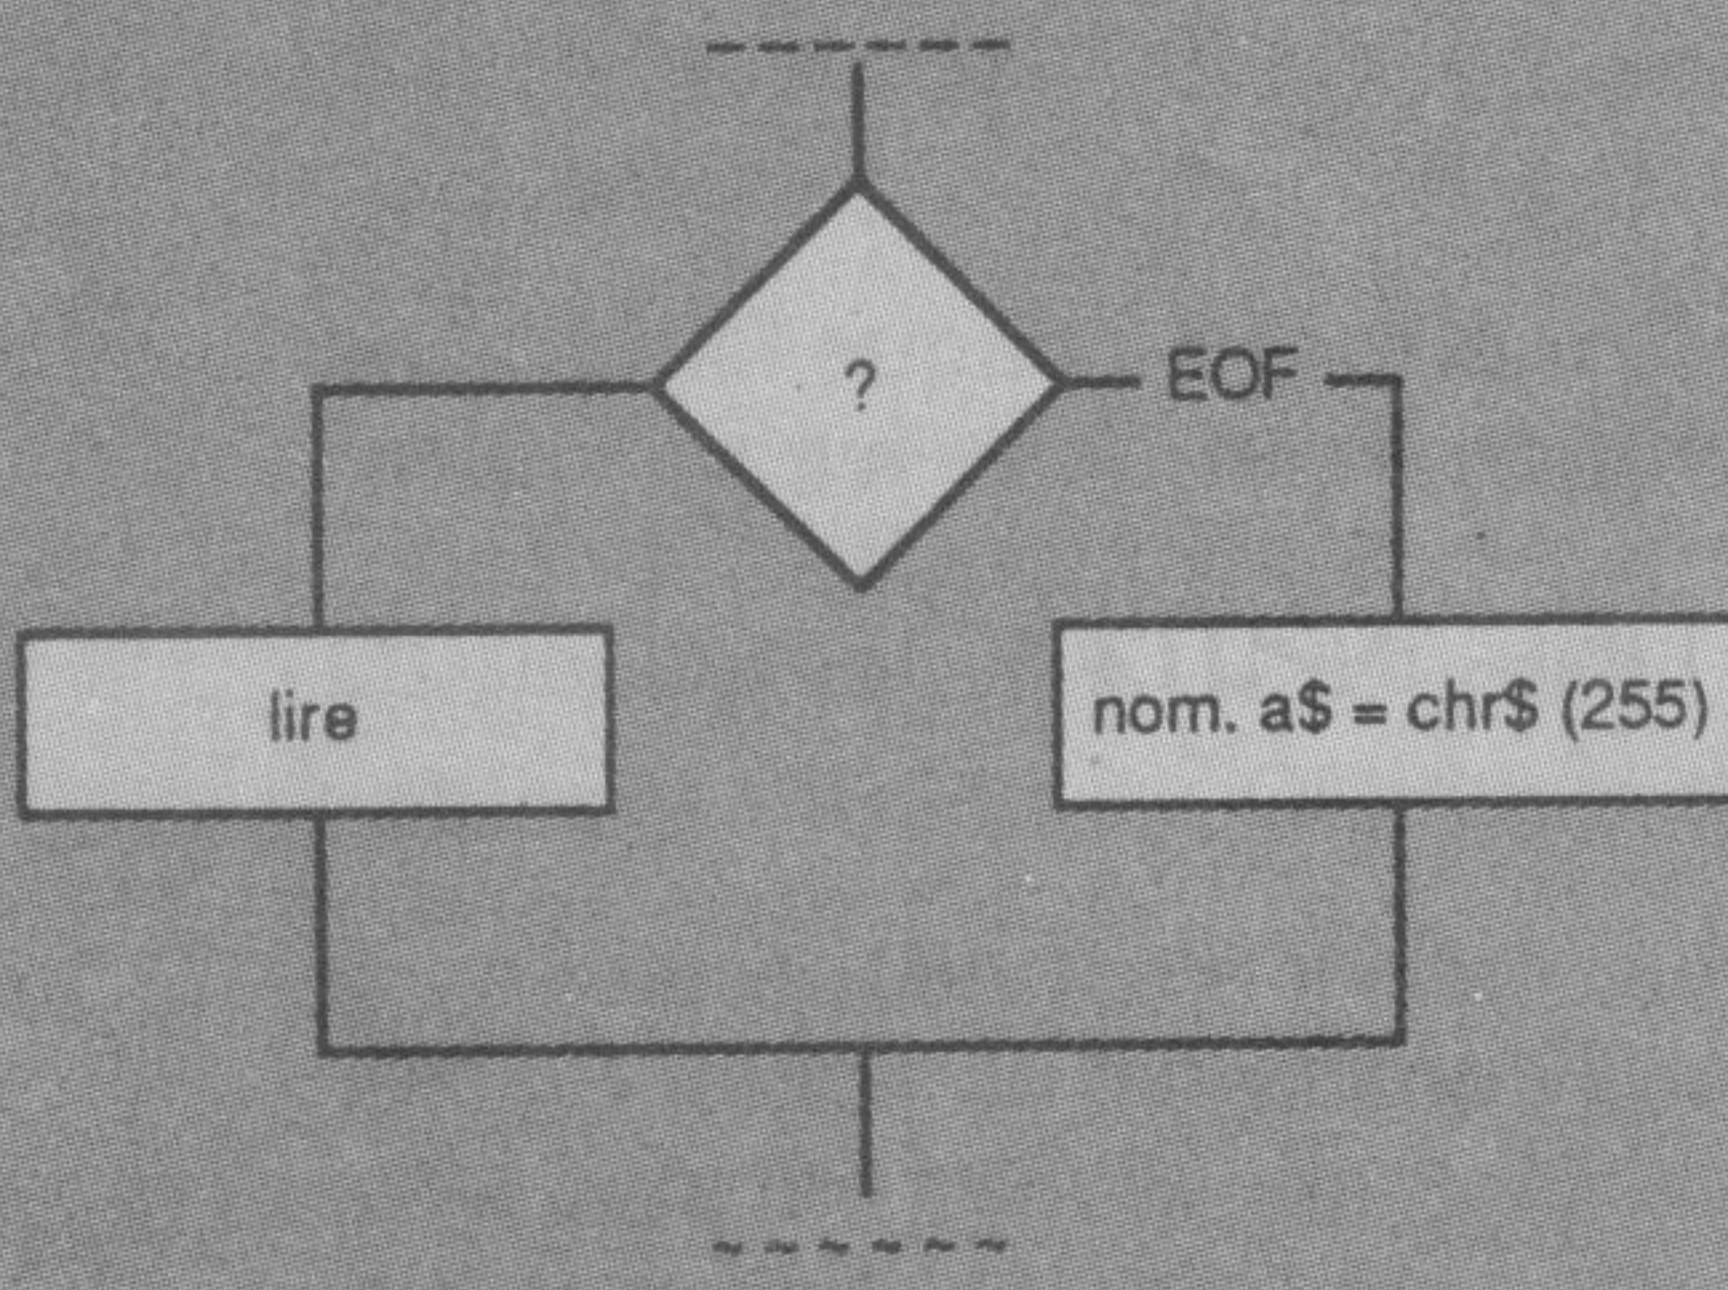 ?
EOF
lire
nom. a$ = chr$ (255)